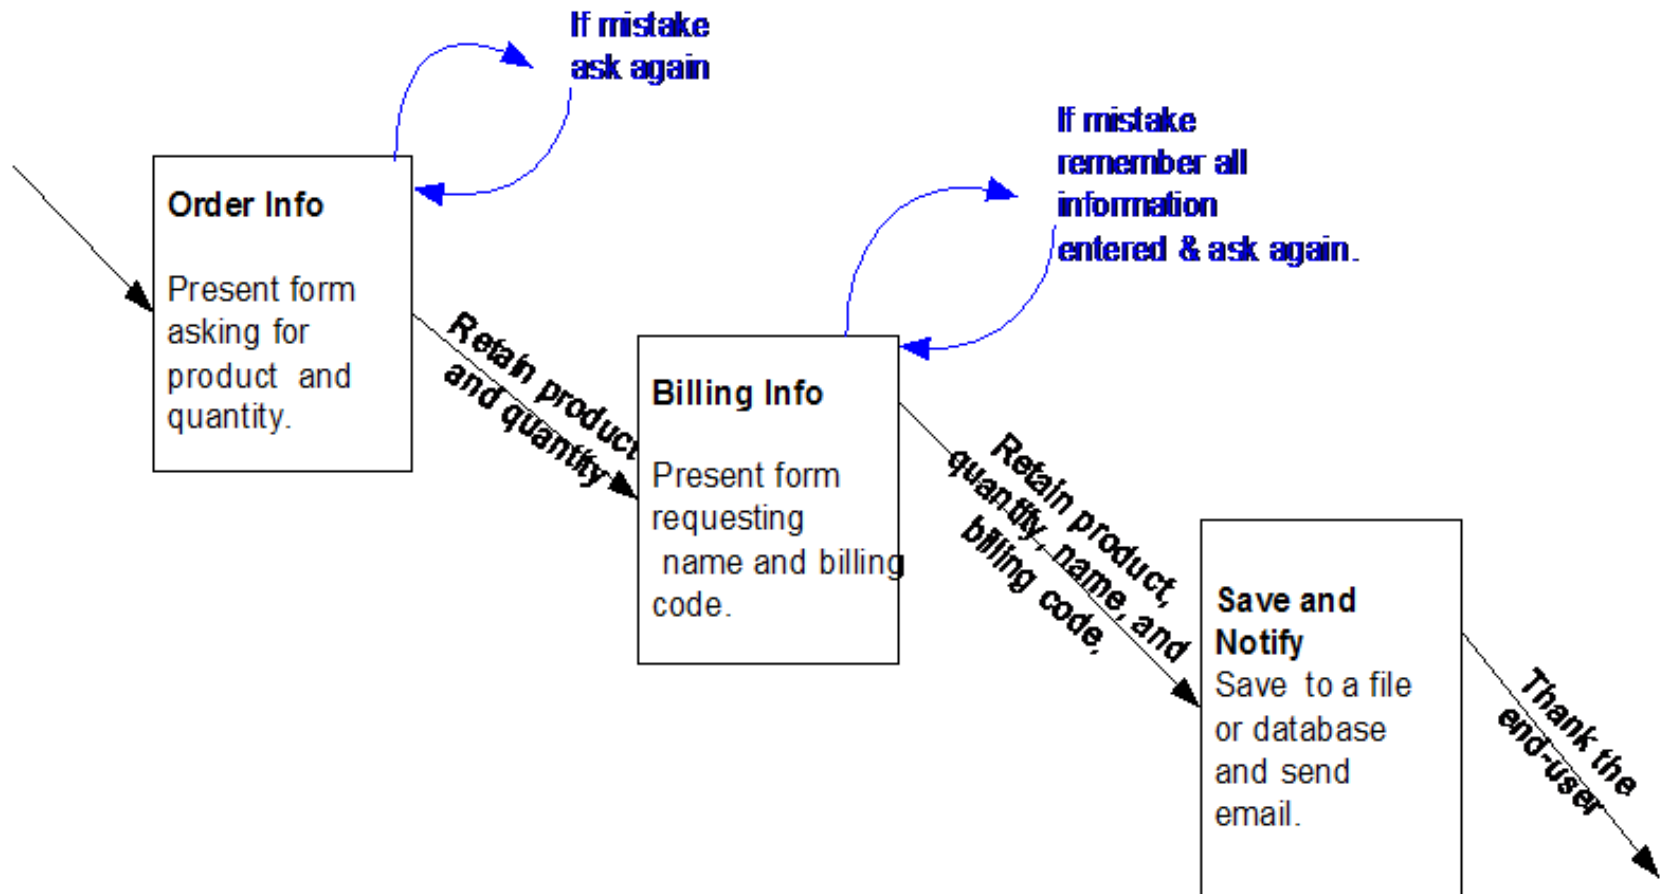 If mistake
ask again
If mistake
remember all
information
entered & ask again.
Order Info
Present form
asking for
product and
quantity.
Retain product
and quantity
Billing Info
Present form
requesting
name and billing
code.
Retain product,
quantity, name, and
billing code,
Save and
Notify
Save to a file
or database
and send
email.
Thank the
end-user